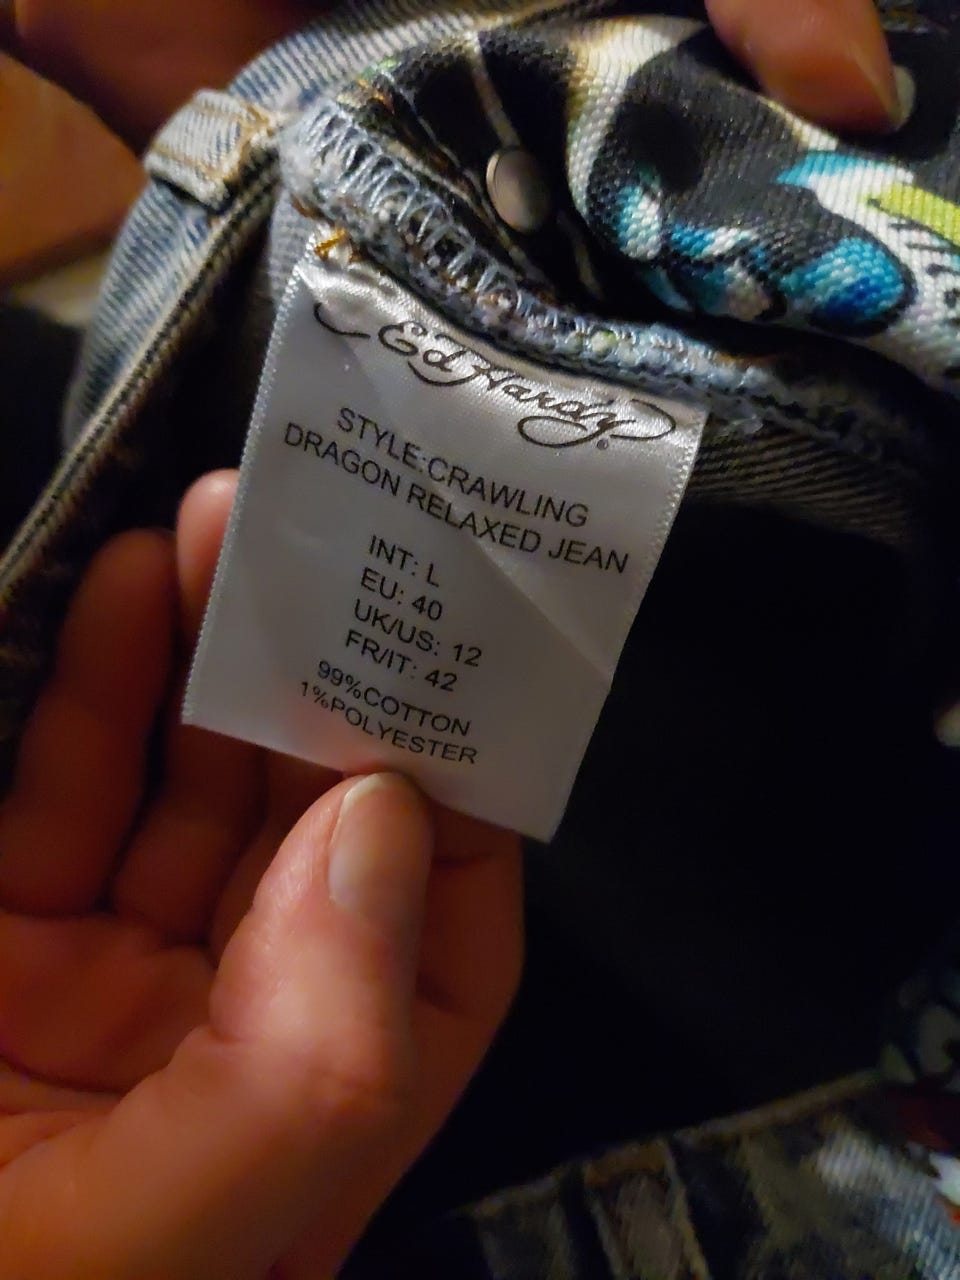 Ed Hardy®
STYLE:CRAWLING
DRAGON RELAXED JEAN
INT: L
EU: 40
UK/US: 12
FR/IT: 42
99%COTTON
1%POLYESTER